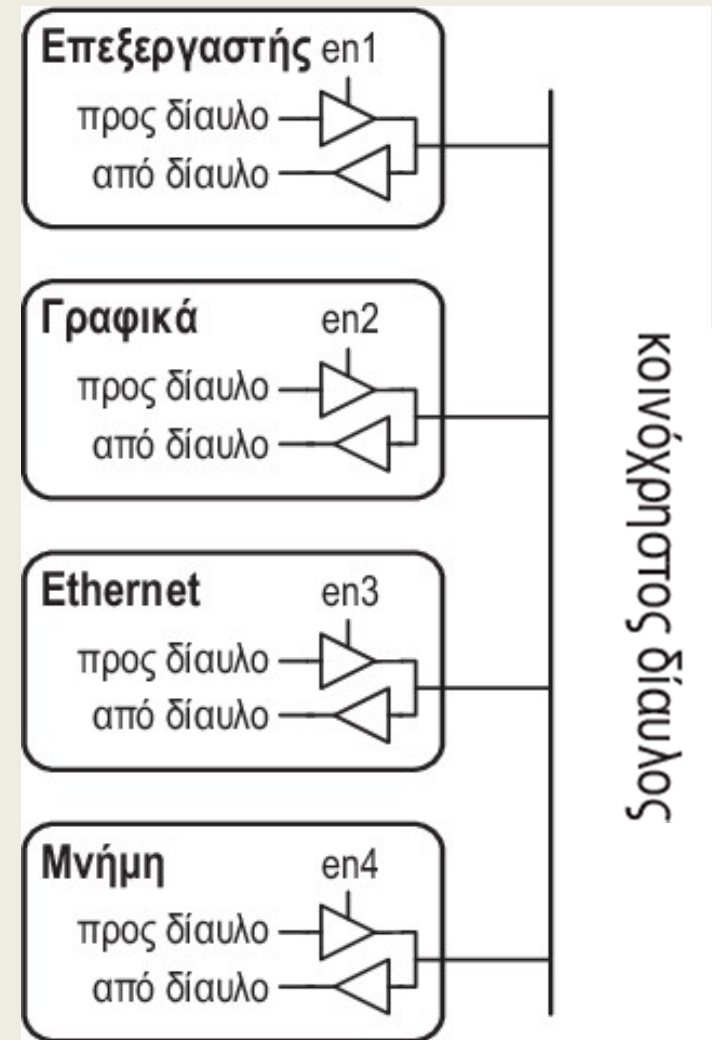 Επεξεργαστής en1
προς δίαυλο
από δίαυλο
Γραφικά en2
προς δίαυλο
από δίαυλο
Ethernet en3
προς δίαυλο
από δίαυλο
Μνήμη en4
προς δίαυλο
από δίαυλο
κοινόχρηστος δίαυλος